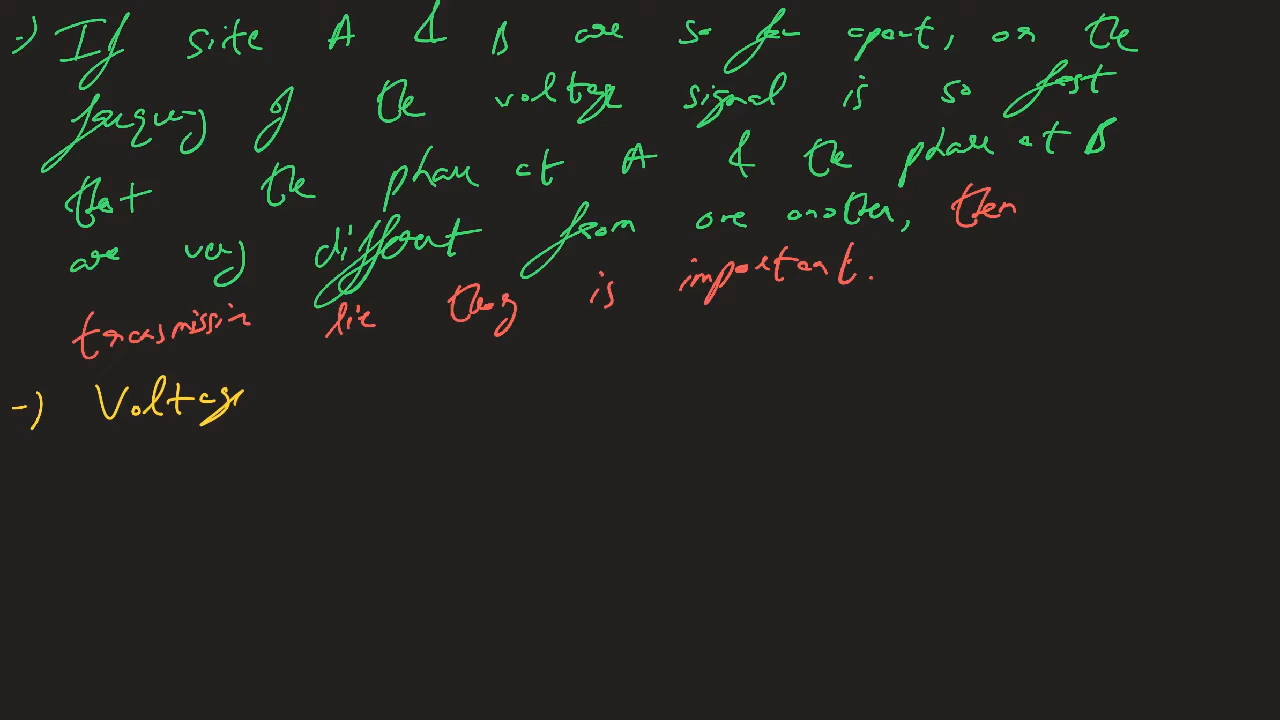 -) If site A & B are so far apart, or the
frequency of the voltage signal is so fast
that the phase at A & the phase at B
are very different from one another, then
transmission line theory is important.
-) Voltage